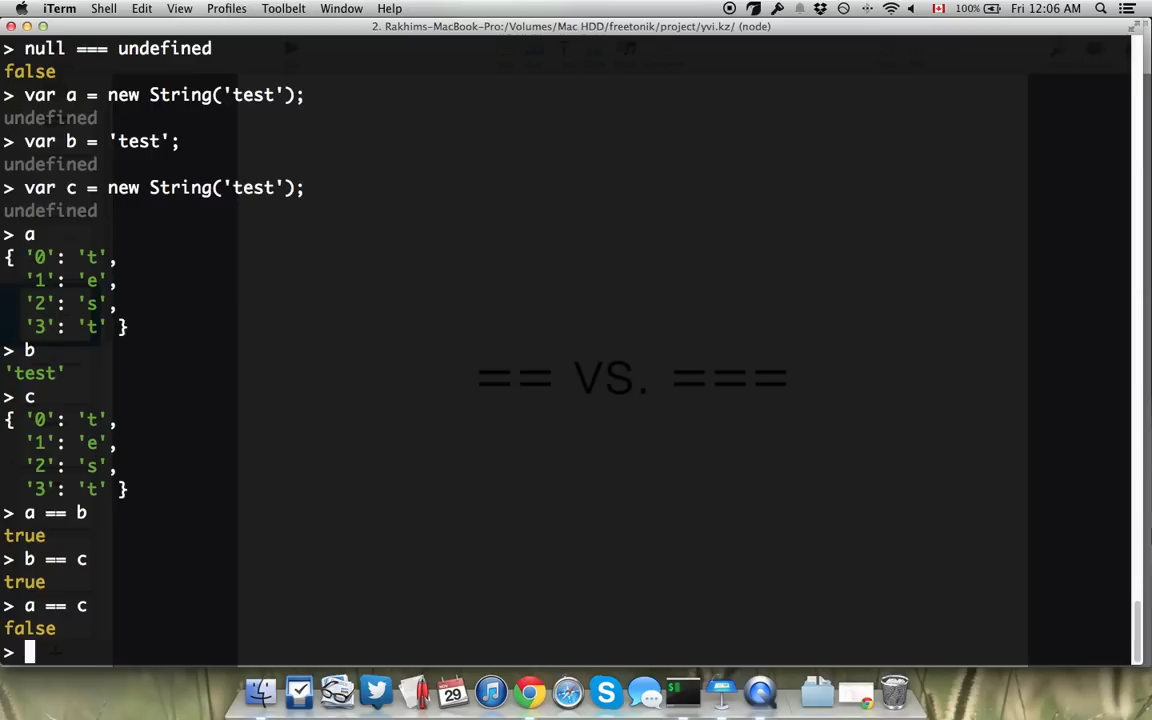 iTerm Shell Edit View Profiles Toolbelt Window Help 100% Fri 12:06 AM
2. Rakhims-MacBook-Pro:/Volumes/Mac HDD/freetonik/project/yvi.kz/ (node)
> null === undefined
false
> var a = new String('test');
undefined
> var b = 'test';
undefined
> var c = new String('test');
undefined
> a
{ '0': 't',
'1': 'e',
'2': 's',
'3': 't' }
> b
'test'
== VS. ===
> c
{ '0': 't',
'1': 'e',
'2': 's',
'3': 't' }
> a == b
true
> b == c
true
> a == c
false
>
29